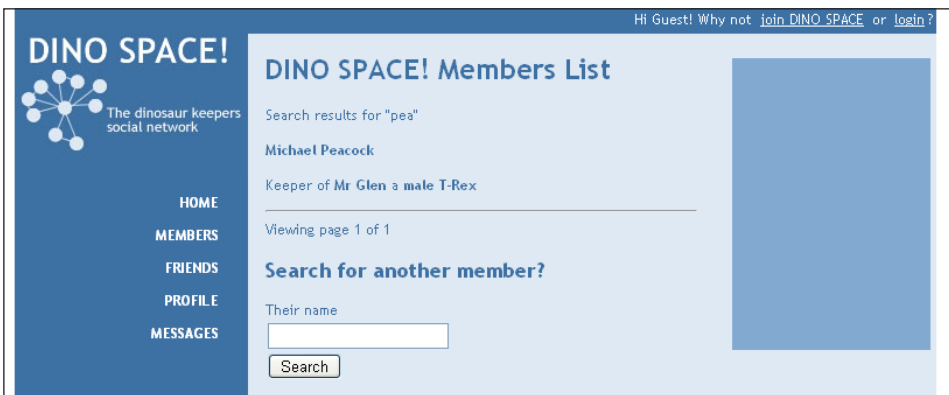 Hi Guest! Why not join DINO SPACE or login?
DINO SPACE!
The dinosaur keepers
social network
HOME
MEMBERS
FRIENDS
PROFILE
MESSAGES
DINO SPACE! Members List
Search results for "pea"
Michael Peacock
Keeper of Mr Glen a male T-Rex
Viewing page 1 of 1
Search for another member?
Their name
Search